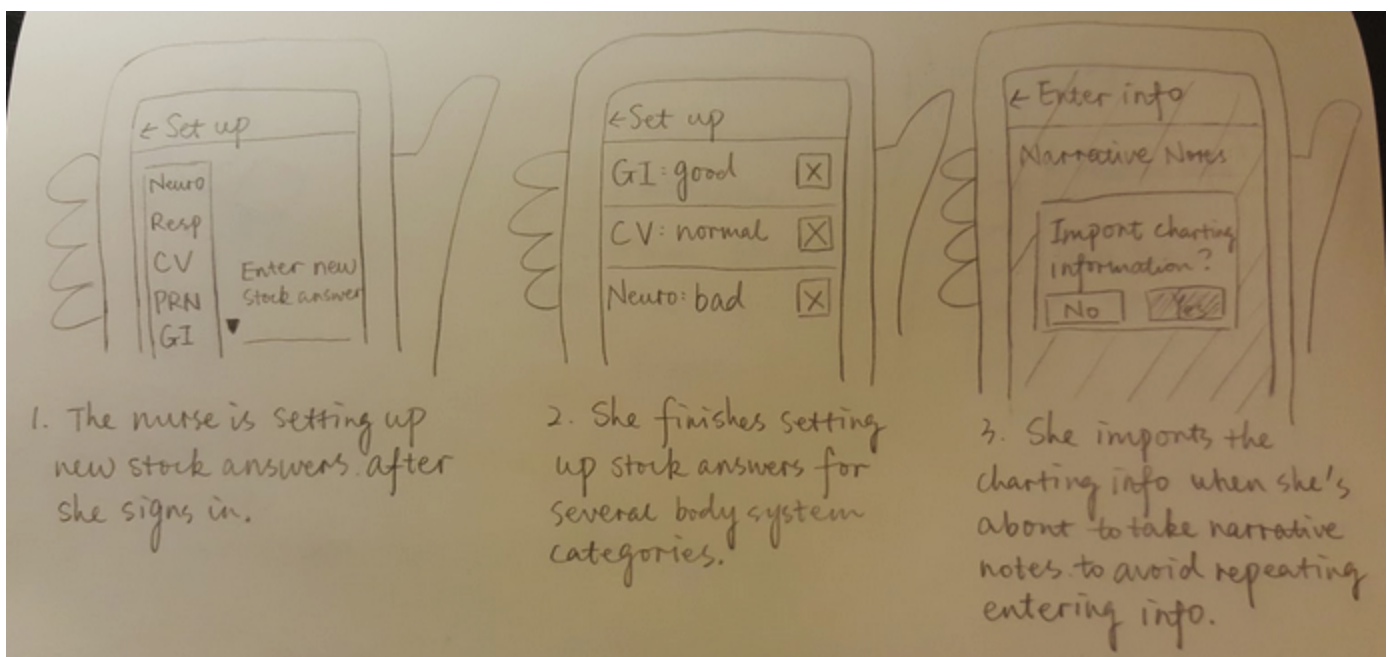 ← Set up
Neuro
Resp
CV
PRN
GI
Enter new
stock answer
1. The nurse is setting up
new stock answers after
she signs in.
← Set up
GI: good X
CV: normal X
Neuro: bad X
2. She finishes setting
up stock answers for
several body system
categories.
← Enter info
Narrative Notes
Import charting
information?
No Yes
3. She imports the
charting info when she's
about to take narrative
notes to avoid repeating
entering info.